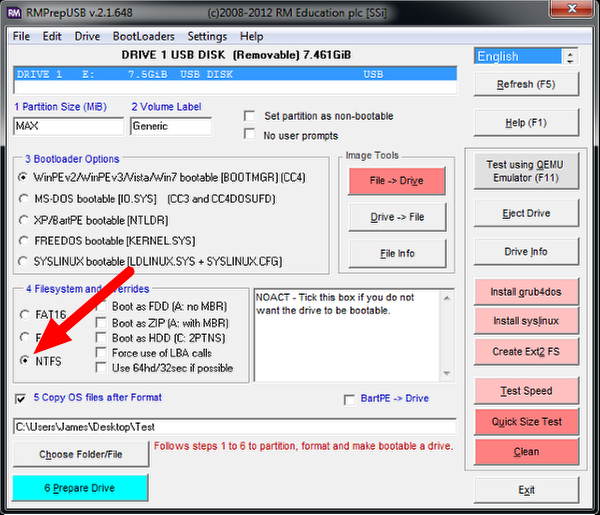 RMPrepUSB v.2.1.648 (c)2008-2012 RM Education plc [SSi]
File Edit Drive BootLoaders Settings Help
DRIVE 1 USB DISK (Removable) 7.461GiB
English
DRIVE 1 E: 7.5GiB USB DISK USB
Refresh (F5)
1 Partition Size (MiB) 2 Volume Label
MAX Generic
Set partition as non-bootable
No user prompts
Help (F1)
3 Bootloader Options
WinPEv2/WinPEv3/Vista/Win7 bootable [BOOTMGR] (CC4)
MS-DOS bootable [IO.SYS] (CC3 and CC4DOSUFD)
XP/BartPE bootable [NTLDR]
FREEDOS bootable [KERNEL.SYS]
SYSLINUX bootable [LDLINUX.SYS + SYSLINUX.CFG]
Image Tools
File -> Drive
Drive -> File
File Info
Test using QEMU
Emulator (F11)
Eject Drive
Drive Info
4 Filesystem and
FAT16
NTFS
Boot as FDD (A: no MBR)
Boot as ZIP (A: with MBR)
Boot as HDD (C: 2PTNS)
Force use of LBA calls
Use 64hd/32sec if possible
NOACT - Tick this box if you do not
want the drive to be bootable.
Install grub4dos
Install syslinux
Create Ext2 FS
5 Copy OS files after Format
BartPE -> Drive
Test Speed
C:\Users\James\Desktop\Test
Quick Size Test
Choose Folder/File
Follows steps 1 to 6 to partition, format and make bootable a drive.
Clean
6 Prepare Drive
Exit